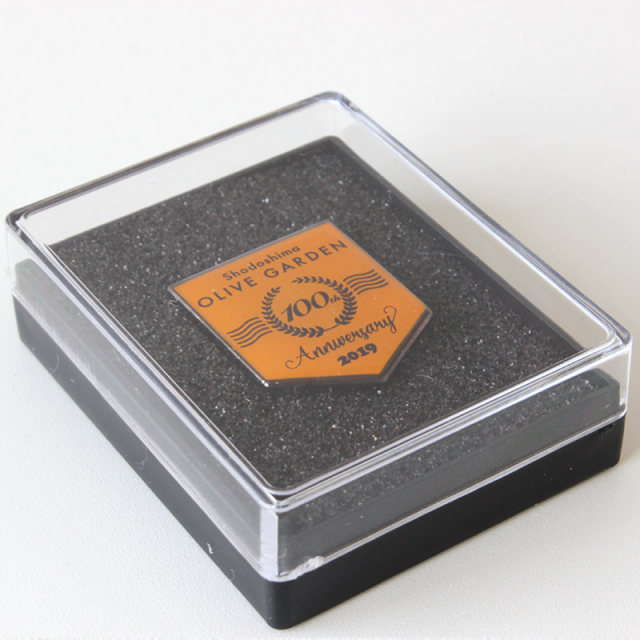 Shodoshima
OLIVE GARDEN
100th
Anniversary
2019